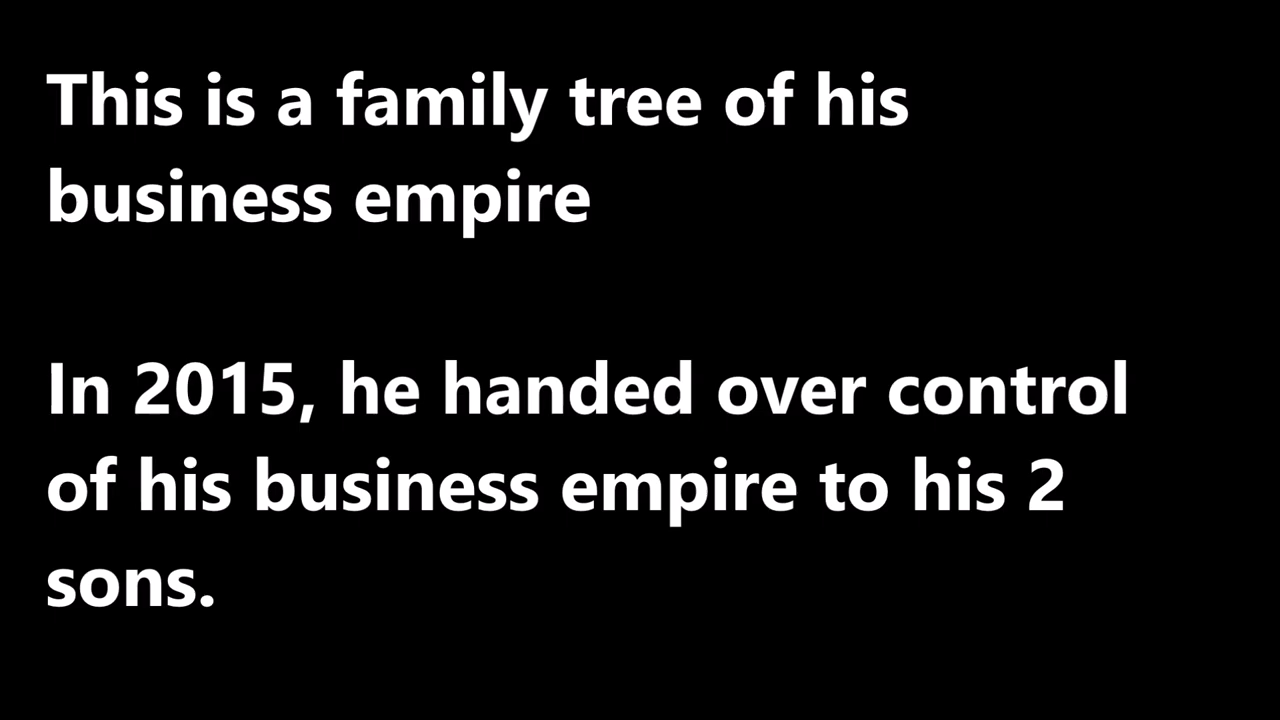 This is a family tree of his
business empire
In 2015, he handed over control
of his business empire to his 2
sons.